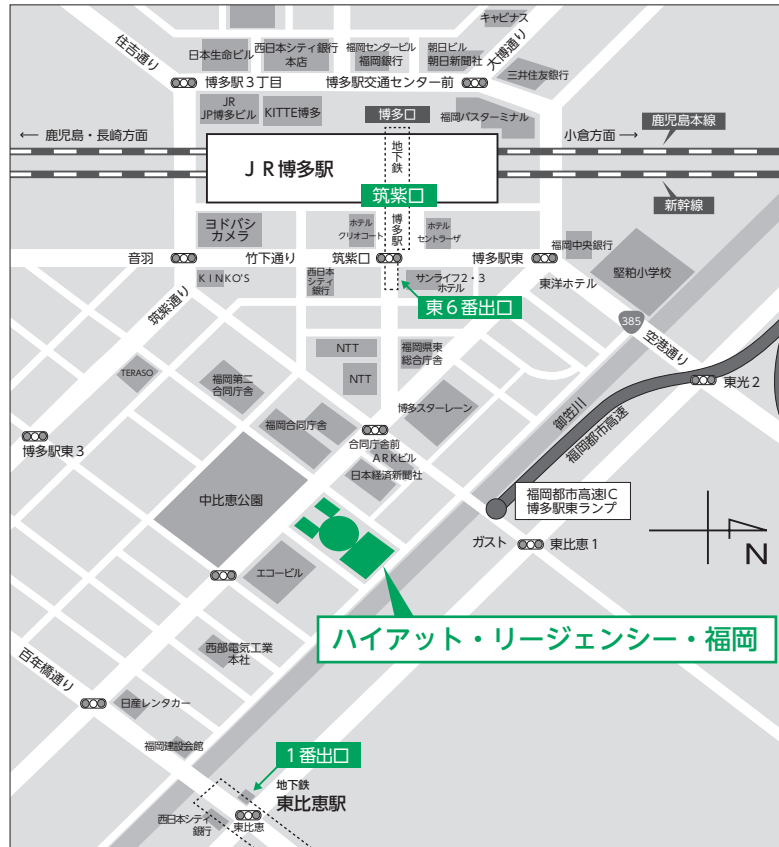 キャピナス
住吉通り
日本生命ビル
西日本シティ銀行
本店
福岡センタービル
福岡銀行
朝日ビル
朝日新聞社
大博通り
三井住友銀行
博多駅3丁目
博多駅交通センター前
JR
JP博多ビル
KITTE博多
博多口
福岡バスターミナル
← 鹿児島・長崎方面
小倉方面 →
鹿児島本線
地下鉄
JR博多駅
筑紫口
新幹線
博多駅
ヨドバシ
カメラ
ホテル
クリオコート
ホテル
セントラーザ
福岡中央銀行
音羽
竹下通り
筑紫口
博多駅東
堅粕小学校
KINKO'S
西日本
シティ
銀行
サンライフ2・3
ホテル
東洋ホテル
筑紫通り
東6番出口
385
空港通り
NTT
福岡県東
総合庁舎
TERASO
福岡第二
合同庁舎
NTT
東光2
博多スターレーン
御笠川
福岡都市高速
福岡合同庁舎
合同庁舎前
博多駅東3
ARKビル
日本経済新聞社
中比恵公園
福岡都市高速IC
博多駅東ランプ
ガスト
東比恵1
N
エコービル
ハイアット・リージェンシー・福岡
西部電気工業
本社
百年橋通り
日産レンタカー
福岡建設会館
1番出口
地下鉄
東比恵駅
西日本シティ
銀行
東比恵